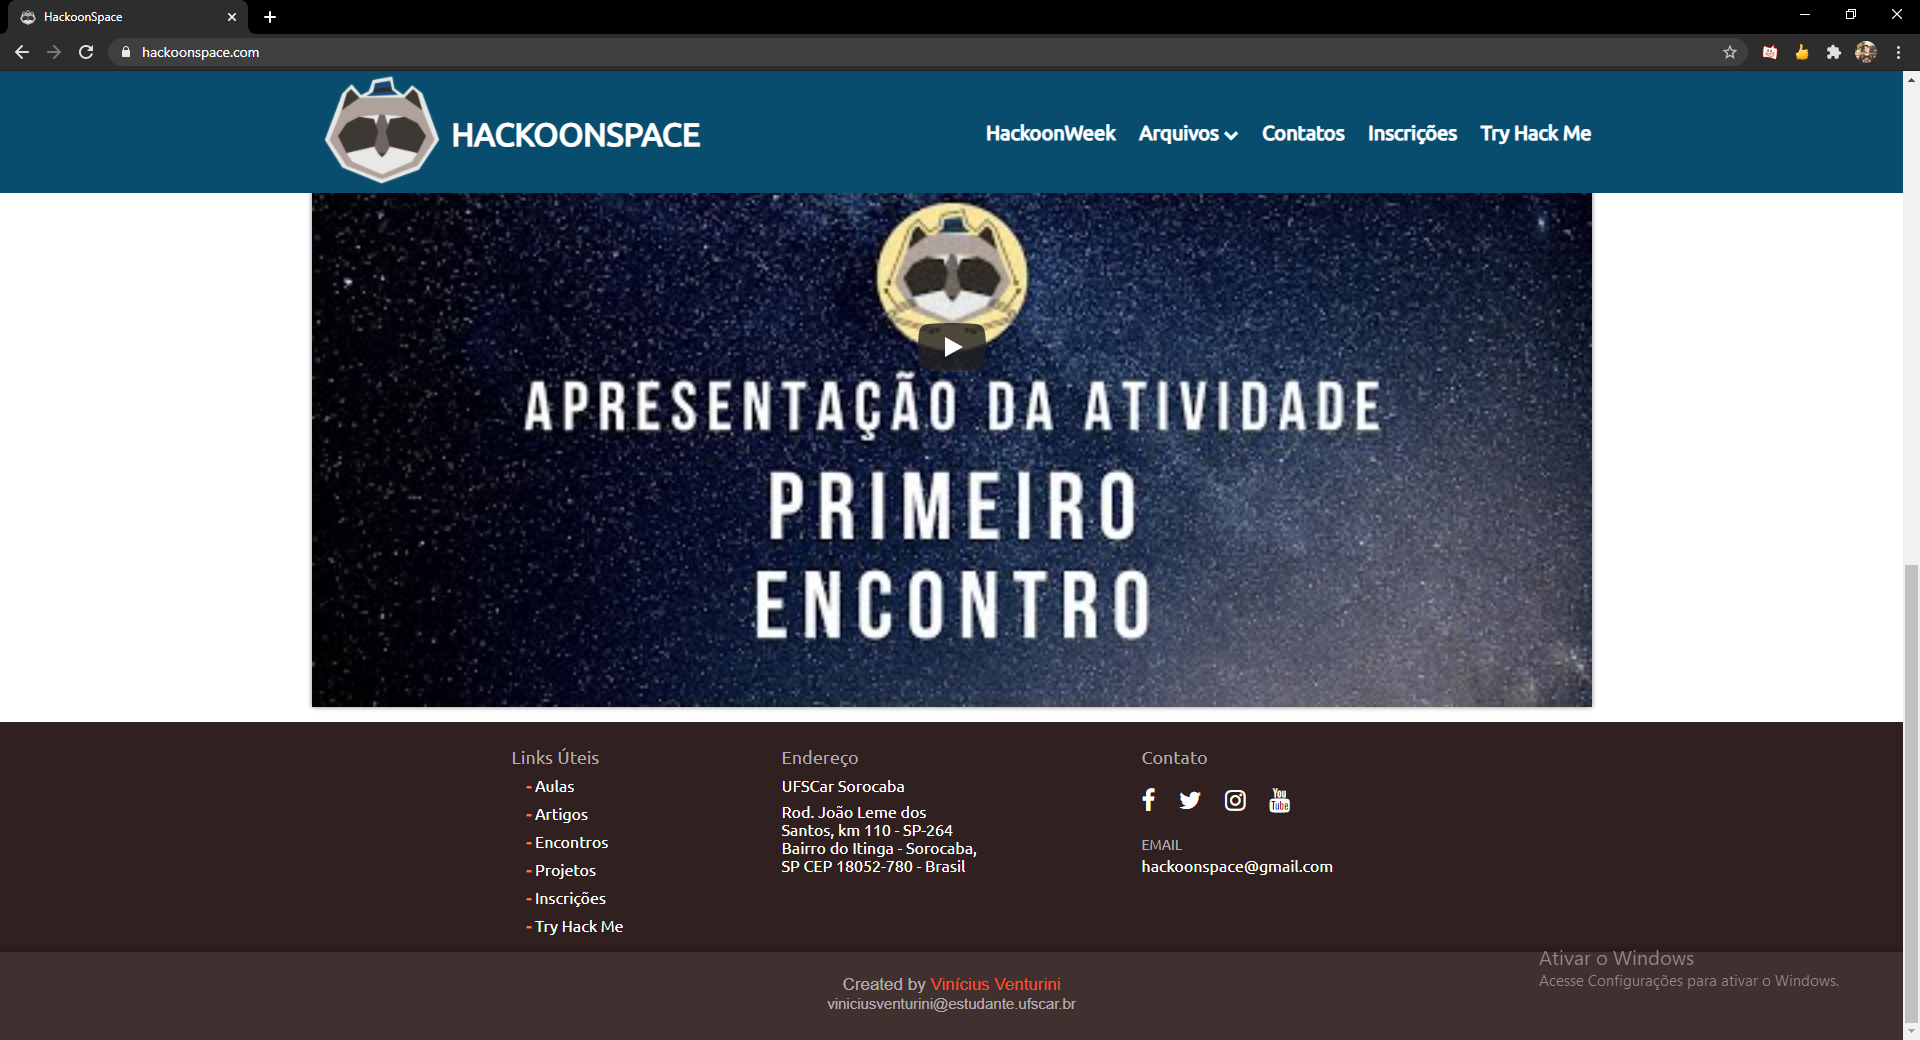 HackoonSpace
hackoonspace.com
HACKOONSPACE
HackoonWeek Arquivos Contatos Inscrições Try Hack Me
APRESENTAÇÃO DA ATIVIDADE
PRIMEIRO
ENCONTRO
Links Úteis
- Aulas
- Artigos
- Encontros
- Projetos
- Inscrições
- Try Hack Me
Endereço
UFSCar Sorocaba
Rod. João Leme dos
Santos, km 110 - SP-264
Bairro do Itinga - Sorocaba,
SP CEP 18052-780 - Brasil
Contato
You
Tube
EMAIL
hackoonspace@gmail.com
Ativar o Windows
Acesse Configurações para ativar o Windows.
Created by Vinícius Venturini
viniciusventurini@estudante.ufscar.br